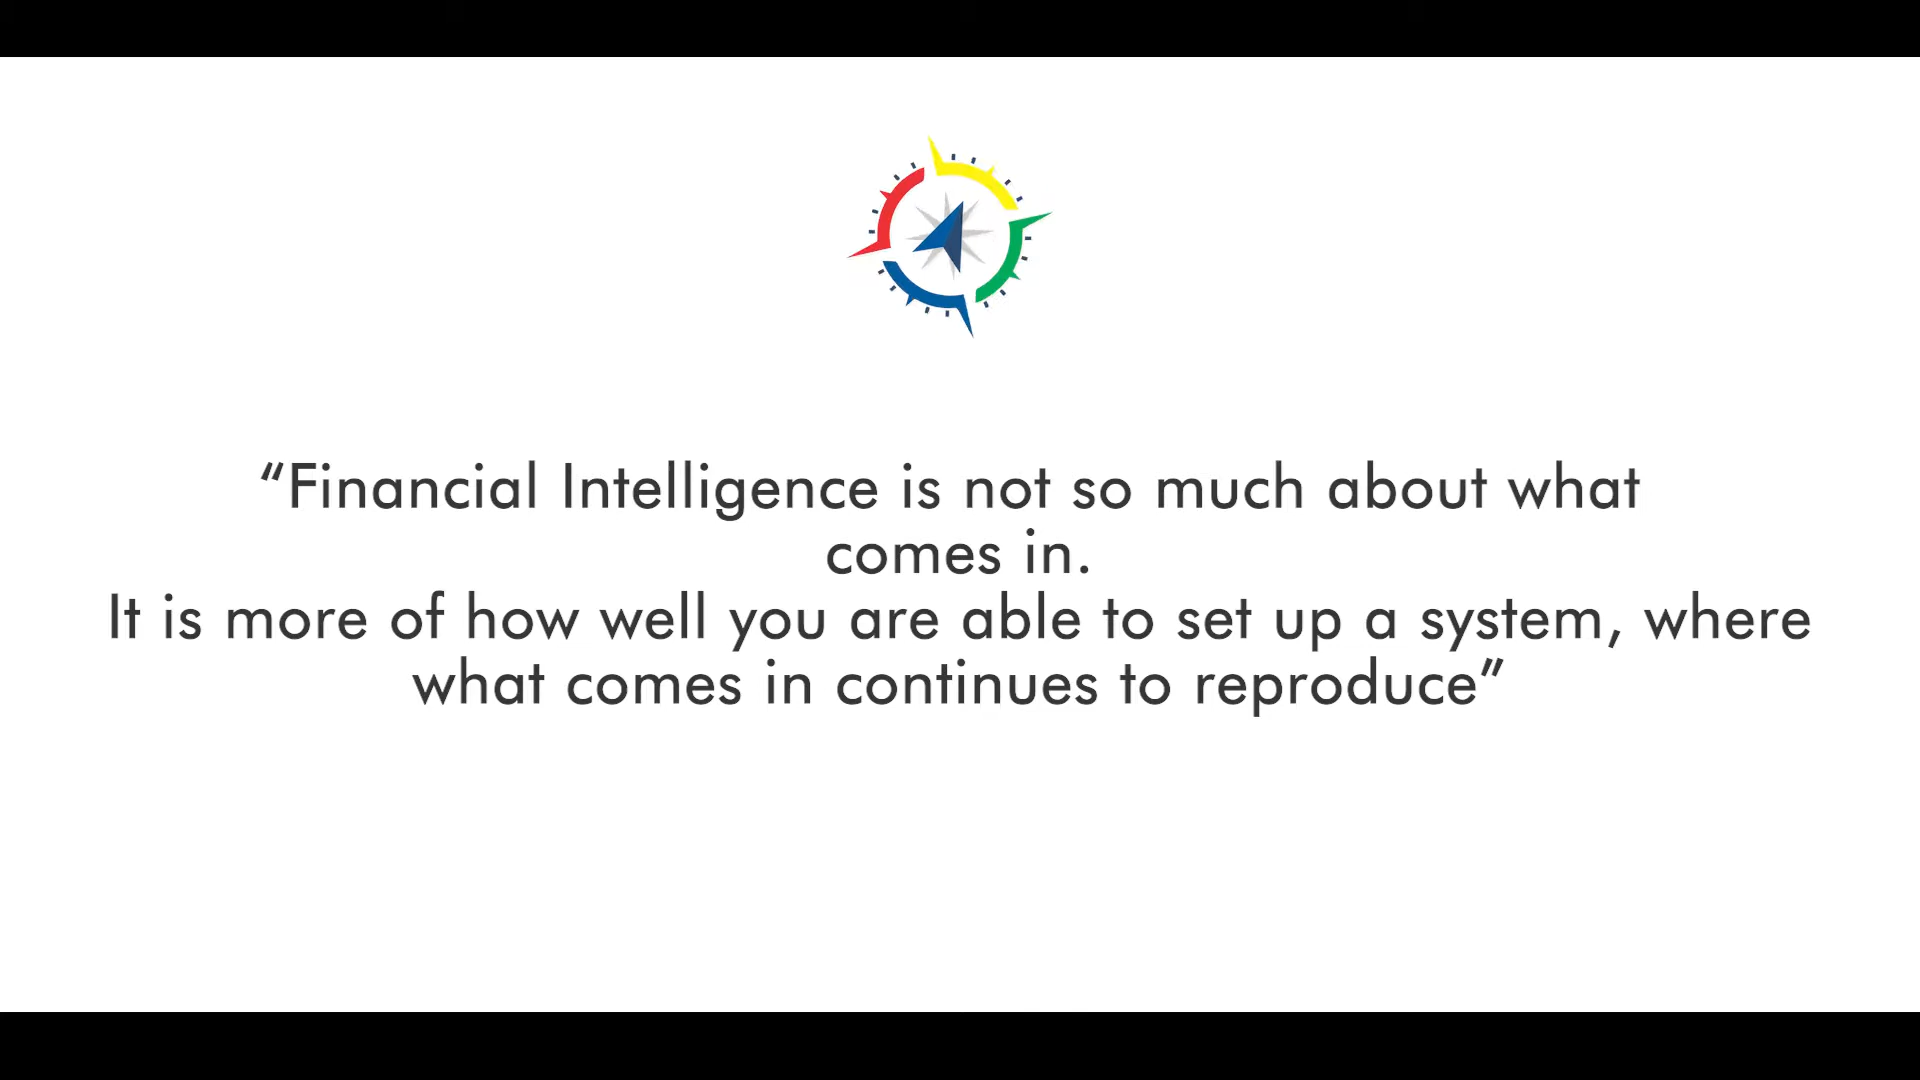 “Financial Intelligence is not so much about what
comes in.
It is more of how well you are able to set up a system, where
what comes in continues to reproduce”